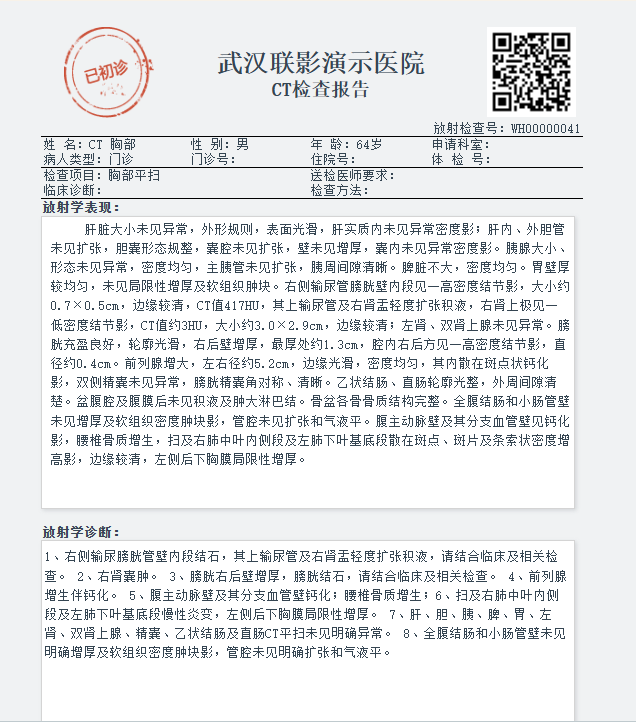 已初诊
武汉联影演示医院
CT检查报告
放射检查号: WH00000041
姓 名: CT 胸部 性 别: 男 年 龄: 64岁 申请科室:
病人类型: 门诊 门诊号: 住院号: 体 检 号:
检查项目: 胸部平扫 送检医师要求:
临床诊断: 检查方法:
放射学表现:
肝脏大小未见异常，外形规则，表面光滑，肝实质内未见异常密度影；肝内、外胆管
未见扩张，胆囊形态规整，囊腔未见扩张，壁未见增厚，囊内未见异常密度影。胰腺大小、
形态未见异常，密度均匀，主胰管未见扩张，胰周间隙清晰。脾脏不大，密度均匀。胃壁厚
较均匀，未见局限性增厚及软组织肿块。右侧输尿管膀胱壁内段见一高密度结节影，大小约
0.7×0.5cm，边缘较清，CT值417HU，其上输尿管及右肾盂轻度扩张积液，右肾上极见一
低密度结节影，CT值约3HU，大小约3.0×2.9cm，边缘较清；左肾、双肾上腺未见异常。膀
胱充盈良好，轮廓光滑，右后壁增厚，最厚处约1.3cm，腔内右后方见一高密度结节影，直
径约0.4cm。前列腺增大，左右径约5.2cm，边缘光滑，密度均匀，其内散在斑点状钙化
影，双侧精囊未见异常，膀胱精囊角对称、清晰。乙状结肠、直肠轮廓光整，外周间隙清
楚。盆腹腔及腹膜后未见积液及肿大淋巴结。骨盆各骨骨质结构完整。全腹结肠和小肠管壁
未见增厚及软组织密度肿块影，管腔未见扩张和气液平。腹主动脉壁及其分支血管壁见钙化
影，腰椎骨质增生，扫及右肺中叶内侧段及左肺下叶基底段散在斑点、斑片及条索状密度增
高影，边缘较清，左侧后下胸膜局限性增厚。
放射学诊断:
1、右侧输尿膀胱管壁内段结石，其上输尿管及右肾盂轻度扩张积液，请结合临床及相关检
查。 2、右肾囊肿。 3、膀胱右后壁增厚，膀胱结石，请结合临床及相关检查。 4、前列腺
增生伴钙化。 5、腹主动脉及其分支血管壁钙化；腰椎骨质增生；6、扫及右肺中叶内侧
段及左肺下叶基底段慢性炎变，左侧后下胸膜局限性增厚。 7、肝、胆、胰、脾、胃、左
肾、双肾上腺、精囊、乙状结肠及直肠CT平扫未见明确异常。 8、全腹结肠和小肠管壁未见
明确增厚及软组织密度肿块影，管腔未见明确扩张和气液平。